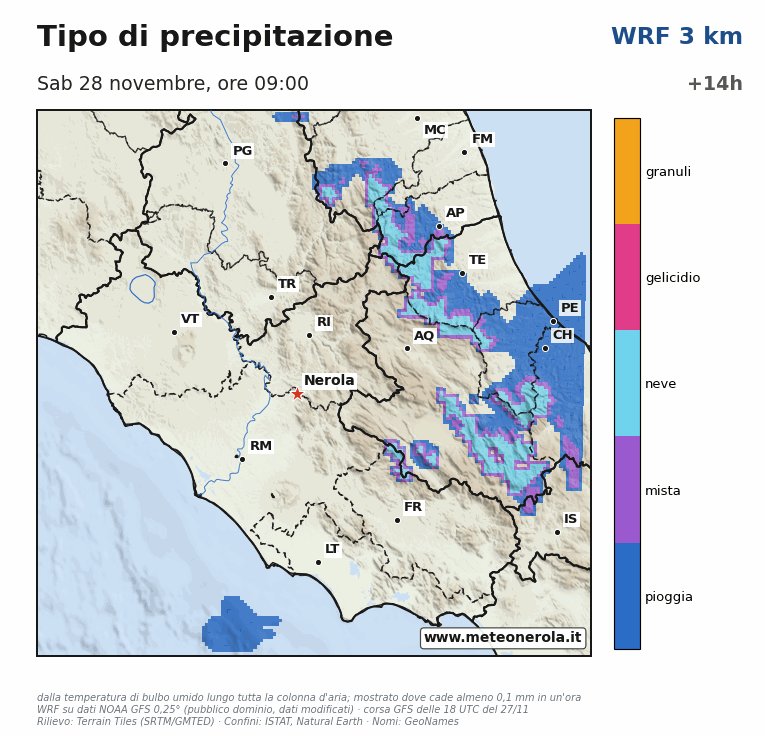 Tipo di precipitazione
WRF 3 km
Sab 28 novembre, ore 09:00
+14h
MC
FM
PG
AP
TE
TR
PE
VT
RI
AQ
CH
Nerola
RM
FR
IS
LT
www.meteonerola.it
granuli
gelicidio
neve
mista
pioggia
dalla temperatura di bulbo umido lungo tutta la colonna d'aria; mostrato dove cade almeno 0,1 mm in un'ora
WRF su dati NOAA GFS 0,25° (pubblico dominio, dati modificati) · corsa GFS delle 18 UTC del 27/11
Rilievo: Terrain Tiles (SRTM/GMTED) · Confini: ISTAT, Natural Earth · Nomi: GeoNames